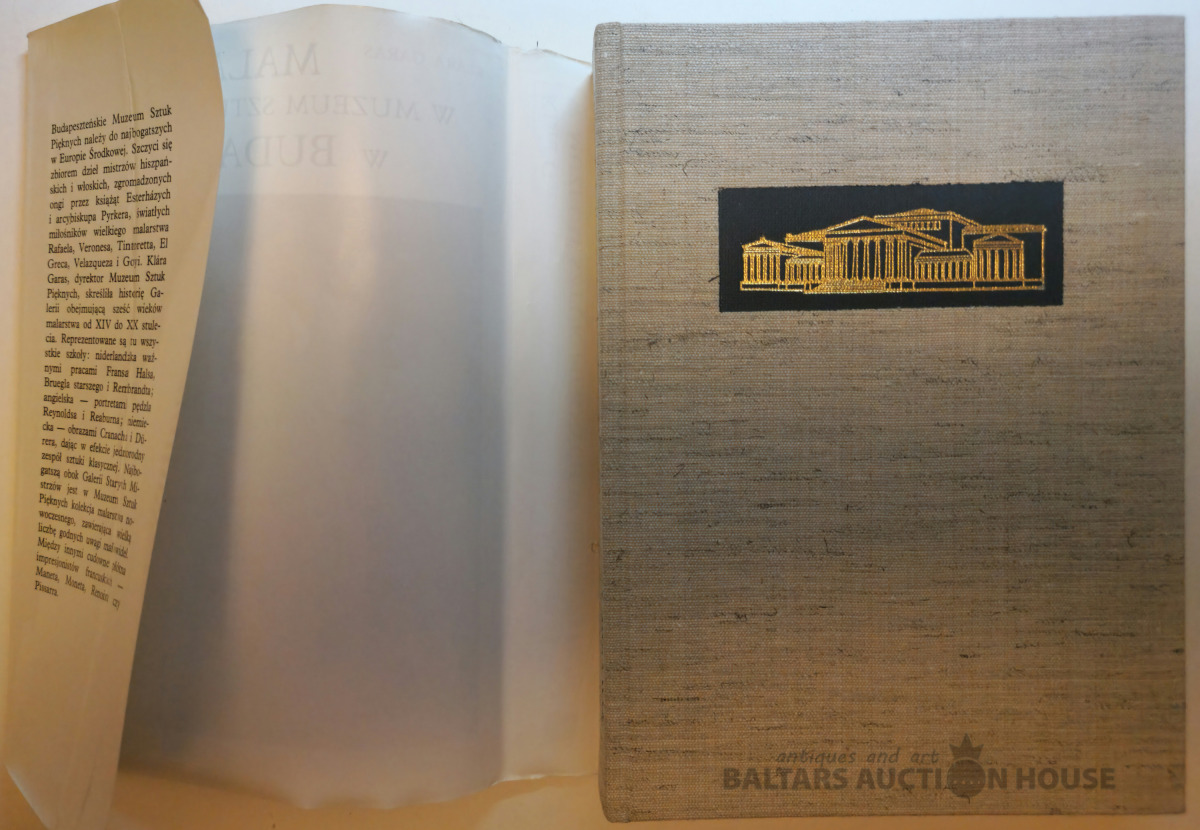 Budapeszteńskie Muzeum Sztuk
Pięknych należy do najbogatszych
w Europie Środkowej. Szczyci się
zbiorem dzieł mistrzów hiszpań-
skich i włoskich, zgromadzonych
ongi przez książąt Esterházych
i arcybiskupa Pyrkera, światłych
miłośników wielkiego malarstwa
Rafaela, Veronesa, Tintoretta, El
Greca, Velazqueza i Goyi. Klára
Garas, dyrektor Muzeum Sztuk
Pięknych, skreśliła historię Ga-
lerii obejmującą sześć wieków
malarstwa od XIV do XX stule-
cia. Reprezentowane są tu wszy-
stkie szkoły: niderlandzka waż-
nymi pracami Fransa Halsa,
Bruegla starszego i Rembrandta;
angielska — portretami pędzla
Reynoldsa i Reaburna; niemie-
cka — obrazami Cranacha i Dü-
rera, dając w efekcie jednorodny
zespół sztuki klasycznej. Najbo-
gatszą obok Galerii Starych Mi-
strzów jest w Muzeum Sztuk
Pięknych kolekcja malarstwa no-
woczesnego, zawierająca wielką
liczbę godnych uwagi malowideł.
Między innymi cudowne płótna
impresjonistów francuskich —
Maneta, Moneta, Renoira czy
Pissarra.
GARAS
MAL
W MUZEUM SZT
W BUDA
antiques and art
BALTARS AUCTION HOUSE